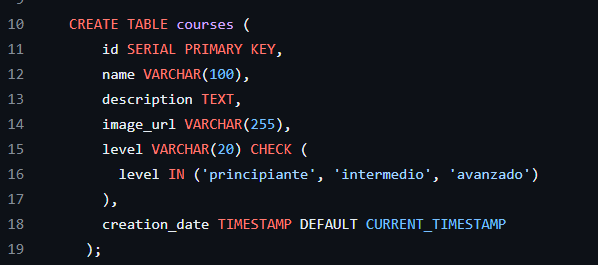 10 CREATE TABLE courses (
11 id SERIAL PRIMARY KEY,
12 name VARCHAR(100),
13 description TEXT,
14 image_url VARCHAR(255),
15 level VARCHAR(20) CHECK (
16 level IN ('principiante', 'intermedio', 'avanzado')
17 ),
18 creation_date TIMESTAMP DEFAULT CURRENT_TIMESTAMP
19 );